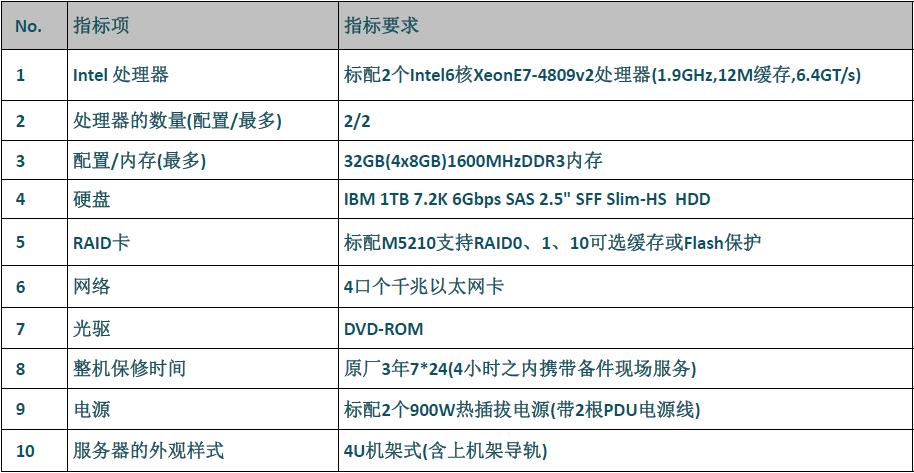 No. 指标项 指标要求
1 Intel 处理器 标配2个Intel6核XeonE7-4809v2处理器(1.9GHz,12M缓存,6.4GT/s)
2 处理器的数量(配置/最多) 2/2
3 配置/内存(最多) 32GB(4x8GB)1600MHzDDR3内存
4 硬盘 IBM 1TB 7.2K 6Gbps SAS 2.5" SFF Slim-HS HDD
5 RAID卡 标配M5210支持RAID0、1、10可选缓存或Flash保护
6 网络 4口个千兆以太网卡
7 光驱 DVD-ROM
8 整机保修时间 原厂3年7*24(4小时之内携带备件现场服务)
9 电源 标配2个900W热插拔电源(带2根PDU电源线)
10 服务器的外观样式 4U机架式(含上机架导轨)